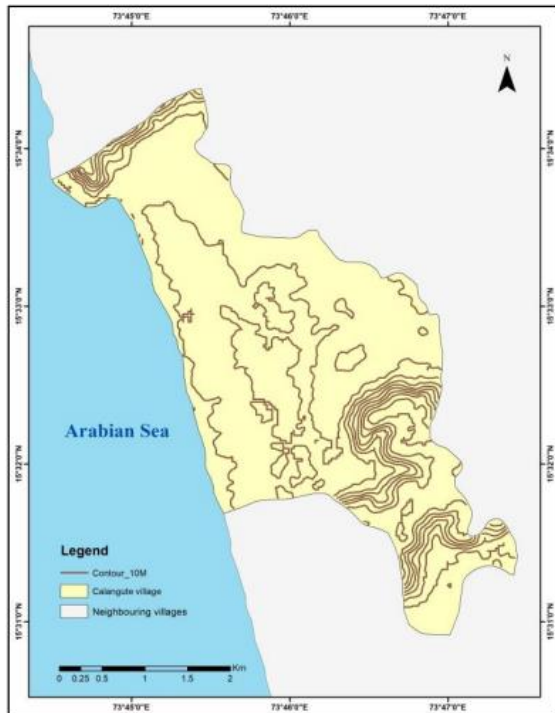 73°45'0"E 73°46'0"E 73°47'0"E
N
Arabian Sea
Legend
Contour_10M
Calangute village
Neighbouring villages
Km
0 0.25 0.5 1 1.5 2
73°45'0"E 73°46'0"E 73°47'0"E